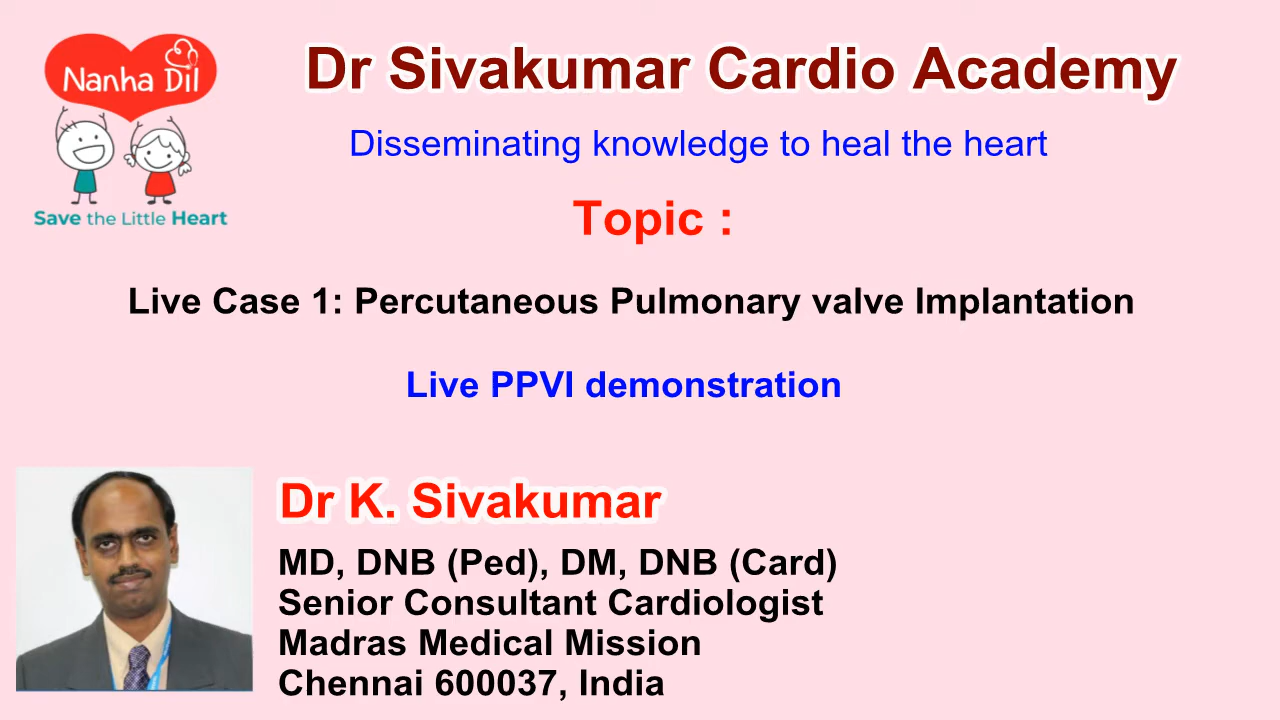 Nanha Dil
Save the Little Heart
Dr Sivakumar Cardio Academy
Disseminating knowledge to heal the heart
Topic :
Live Case 1: Percutaneous Pulmonary valve Implantation
Live PPVI demonstration
Dr K. Sivakumar
MD, DNB (Ped), DM, DNB (Card)
Senior Consultant Cardiologist
Madras Medical Mission
Chennai 600037, India